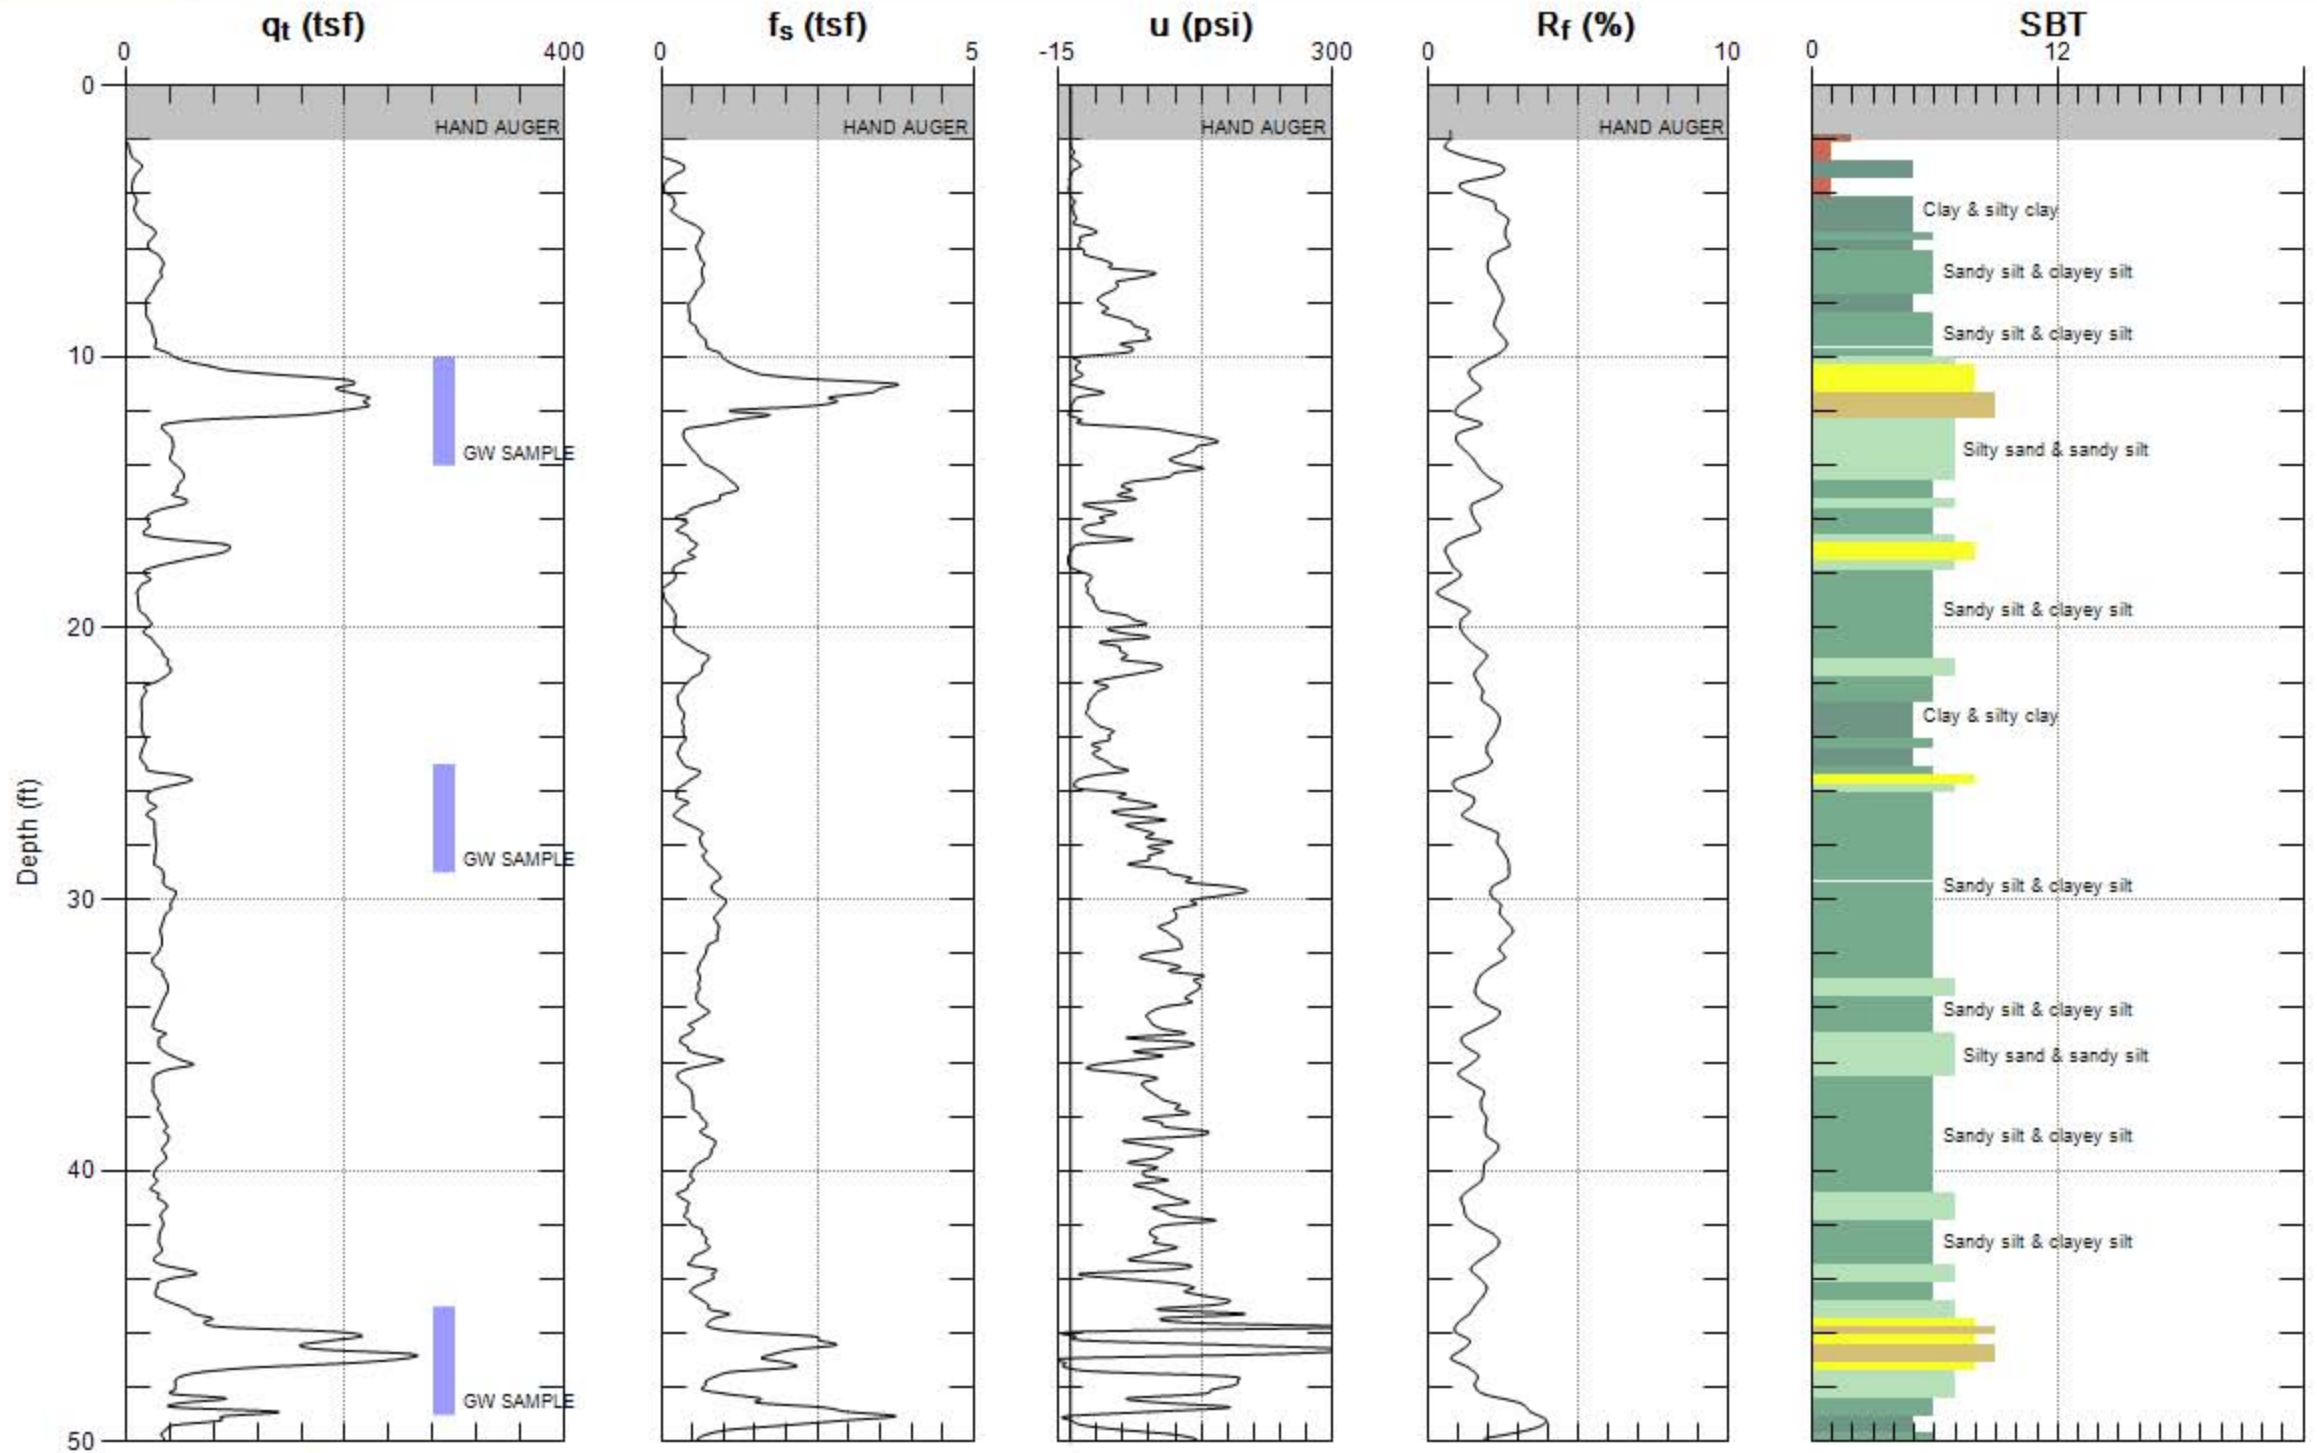 qt (tsf) fs (tsf) u (psi) Rf (%) SBT
0 400 0 5 -15 300 0 10 0 12
0
HAND AUGER HAND AUGER HAND AUGER HAND AUGER
Clay & silty clay
Sandy silt & clayey silt
Sandy silt & clayey silt
10
GW SAMPLE Silty sand & sandy silt
Sandy silt & clayey silt
20
Clay & silty clay
Depth (ft)
GW SAMPLE
Sandy silt & clayey silt
30
Sandy silt & clayey silt
Silty sand & sandy silt
Sandy silt & clayey silt
40
Sandy silt & clayey silt
GW SAMPLE
50